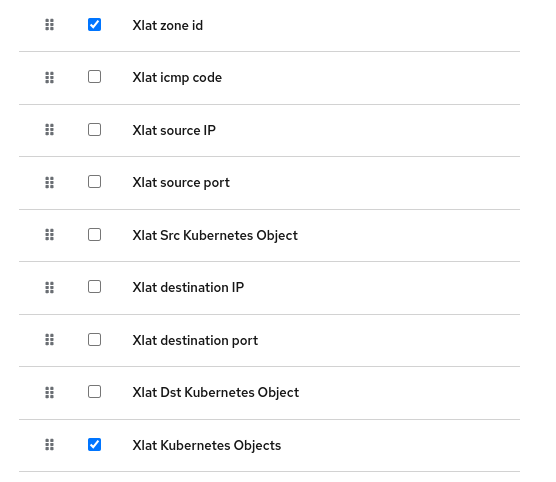 Xlat zone id
Xlat icmp code
Xlat source IP
Xlat source port
Xlat Src Kubernetes Object
Xlat destination IP
Xlat destination port
Xlat Dst Kubernetes Object
Xlat Kubernetes Objects